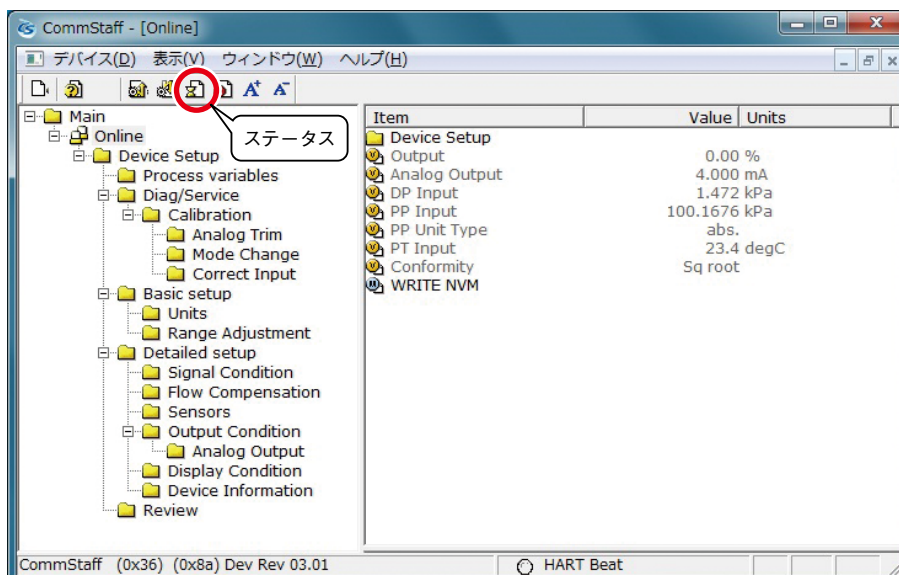 CommStaff - [Online]
デバイス(D) 表示(V) ウィンドウ(W) ヘルプ(H)
ステータス
Main
Online
Device Setup
Process variables
Diag/Service
Calibration
Analog Trim
Mode Change
Correct Input
Basic setup
Units
Range Adjustment
Detailed setup
Signal Condition
Flow Compensation
Sensors
Output Condition
Analog Output
Display Condition
Device Information
Review
Item Value Units
Device Setup
Output 0.00 %
Analog Output 4.000 mA
DP Input 1.472 kPa
PP Input 100.1676 kPa
PP Unit Type abs.
PT Input 23.4 degC
Conformity Sq root
WRITE NVM
CommStaff (0x36) (0x8a) Dev Rev 03.01 HART Beat